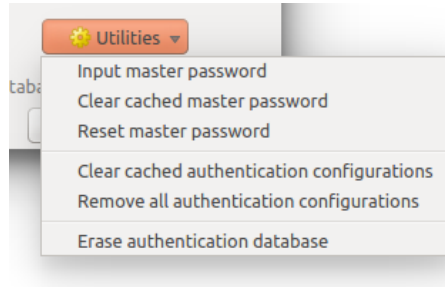 Utilities
Input master password
Clear cached master password
Reset master password
Clear cached authentication configurations
Remove all authentication configurations
Erase authentication database